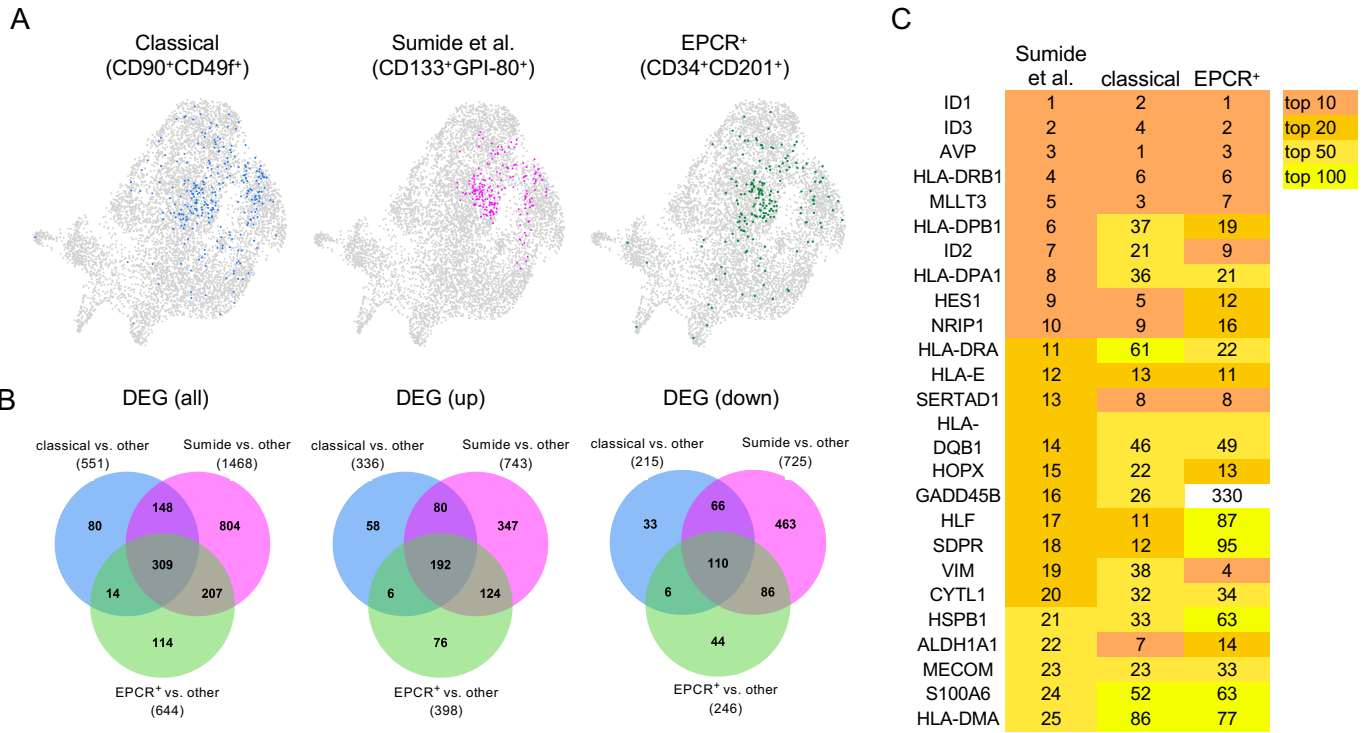 A
Classical
(CD90⁺CD49f⁺)
Sumide et al.
(CD133⁺GPI-80⁺)
EPCR⁺
(CD34⁺CD201⁺)
B
DEG (all)
classical vs. other
(551)
Sumide vs. other
(1468)
148
80
804
309
14
207
114
EPCR⁺ vs. other
(644)
DEG (up)
classical vs. other
(336)
Sumide vs. other
(743)
80
58
347
192
6
124
76
EPCR⁺ vs. other
(398)
DEG (down)
classical vs. other
(215)
Sumide vs. other
(725)
66
33
463
110
6
86
44
EPCR⁺ vs. other
(246)
C
Sumide
et al. classical EPCR⁺
ID1 1 2 1
ID3 2 4 2
AVP 3 1 3
HLA-DRB1 4 6 6
MLLT3 5 3 7
HLA-DPB1 6 37 19
ID2 7 21 9
HLA-DPA1 8 36 21
HES1 9 5 12
NRIP1 10 9 16
HLA-DRA 11 61 22
HLA-E 12 13 11
SERTAD1 13 8 8
HLA-
DQB1 14 46 49
HOPX 15 22 13
GADD45B 16 26 330
HLF 17 11 87
SDPR 18 12 95
VIM 19 38 4
CYTL1 20 32 34
HSPB1 21 33 63
ALDH1A1 22 7 14
MECOM 23 23 33
S100A6 24 52 63
HLA-DMA 25 86 77
top 10
top 20
top 50
top 100